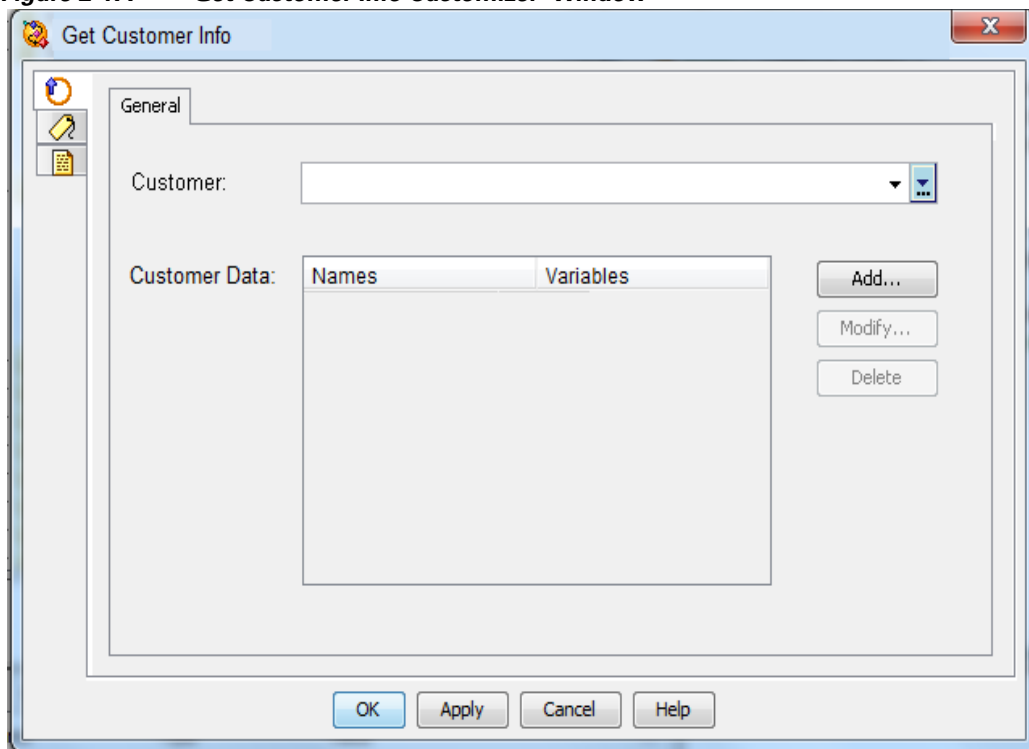 Get Customer Info
General
Customer:
Customer Data:
Names Variables
Add...
Modify...
Delete
OK Apply Cancel Help